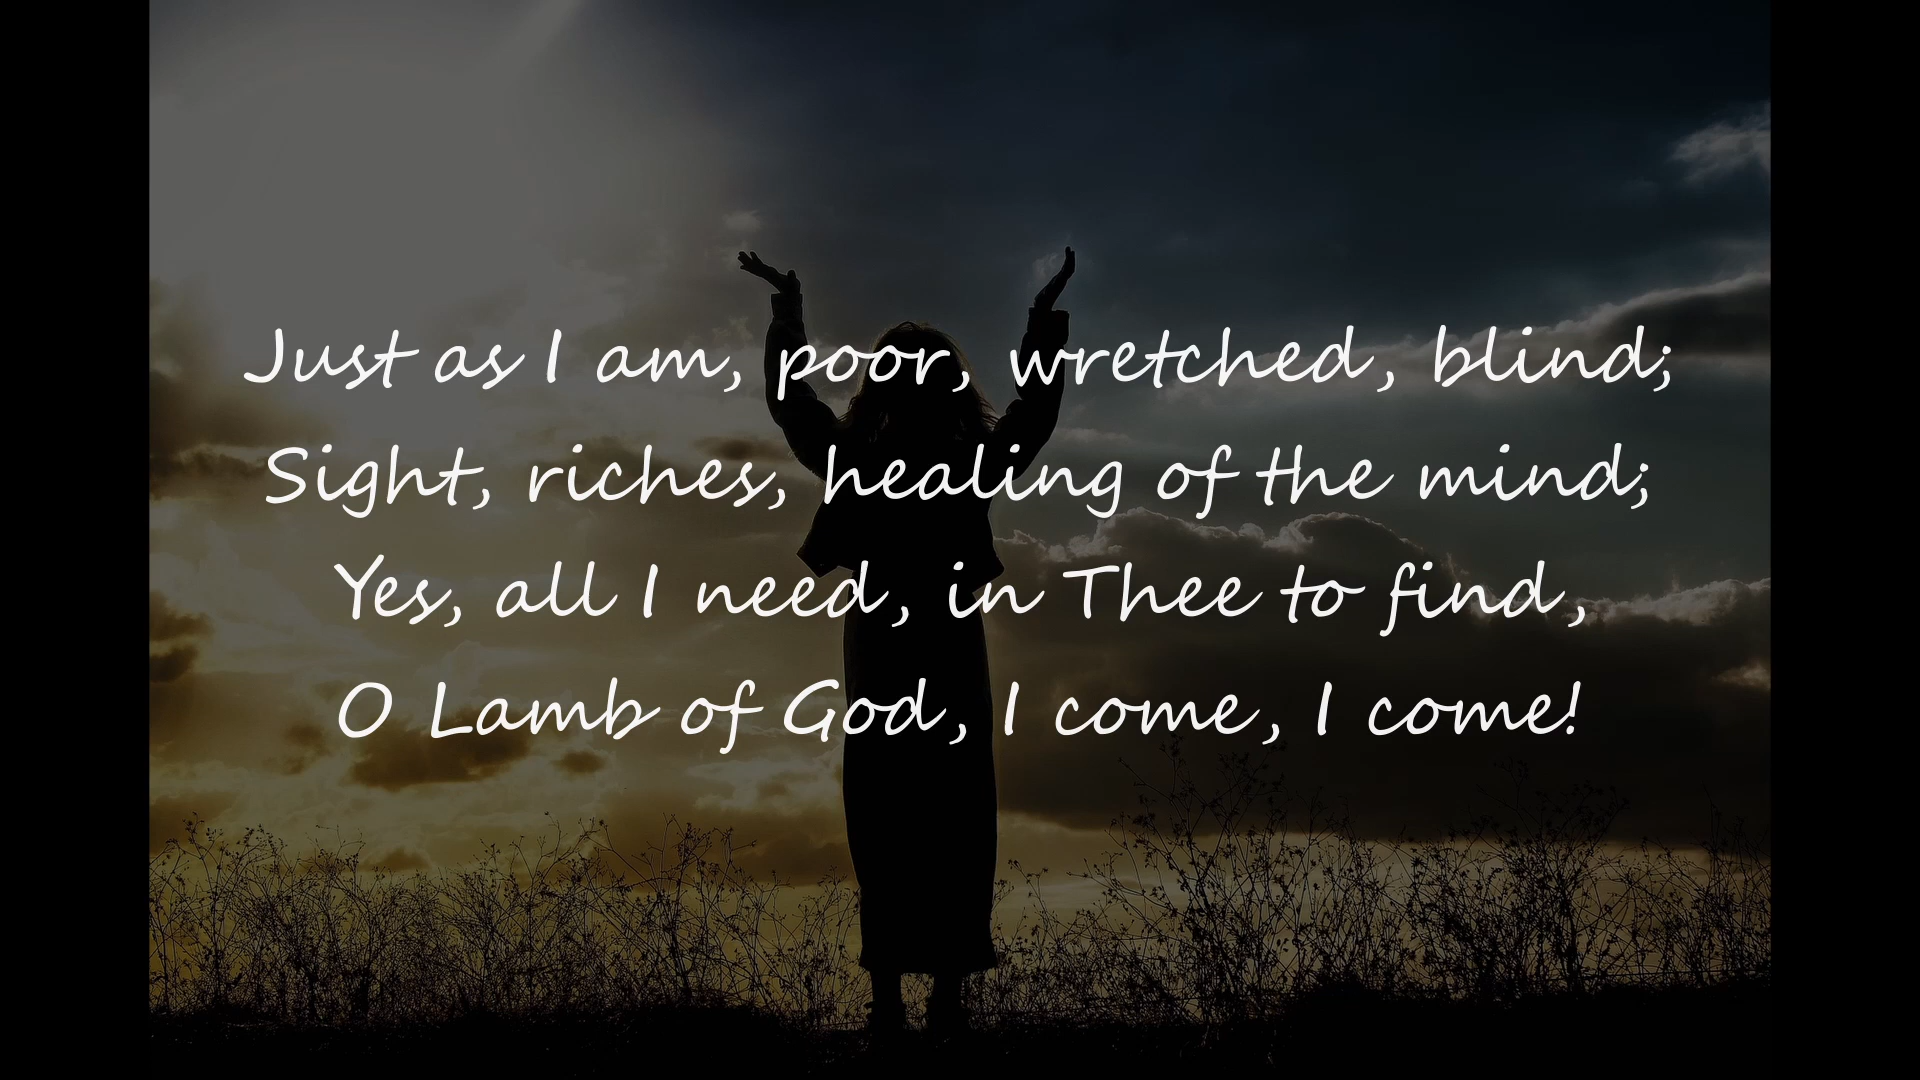 Just as I am, poor, wretched, blind;
Sight, riches, healing of the mind;
Yes, all I need, in Thee to find,
O Lamb of God, I come, I come!